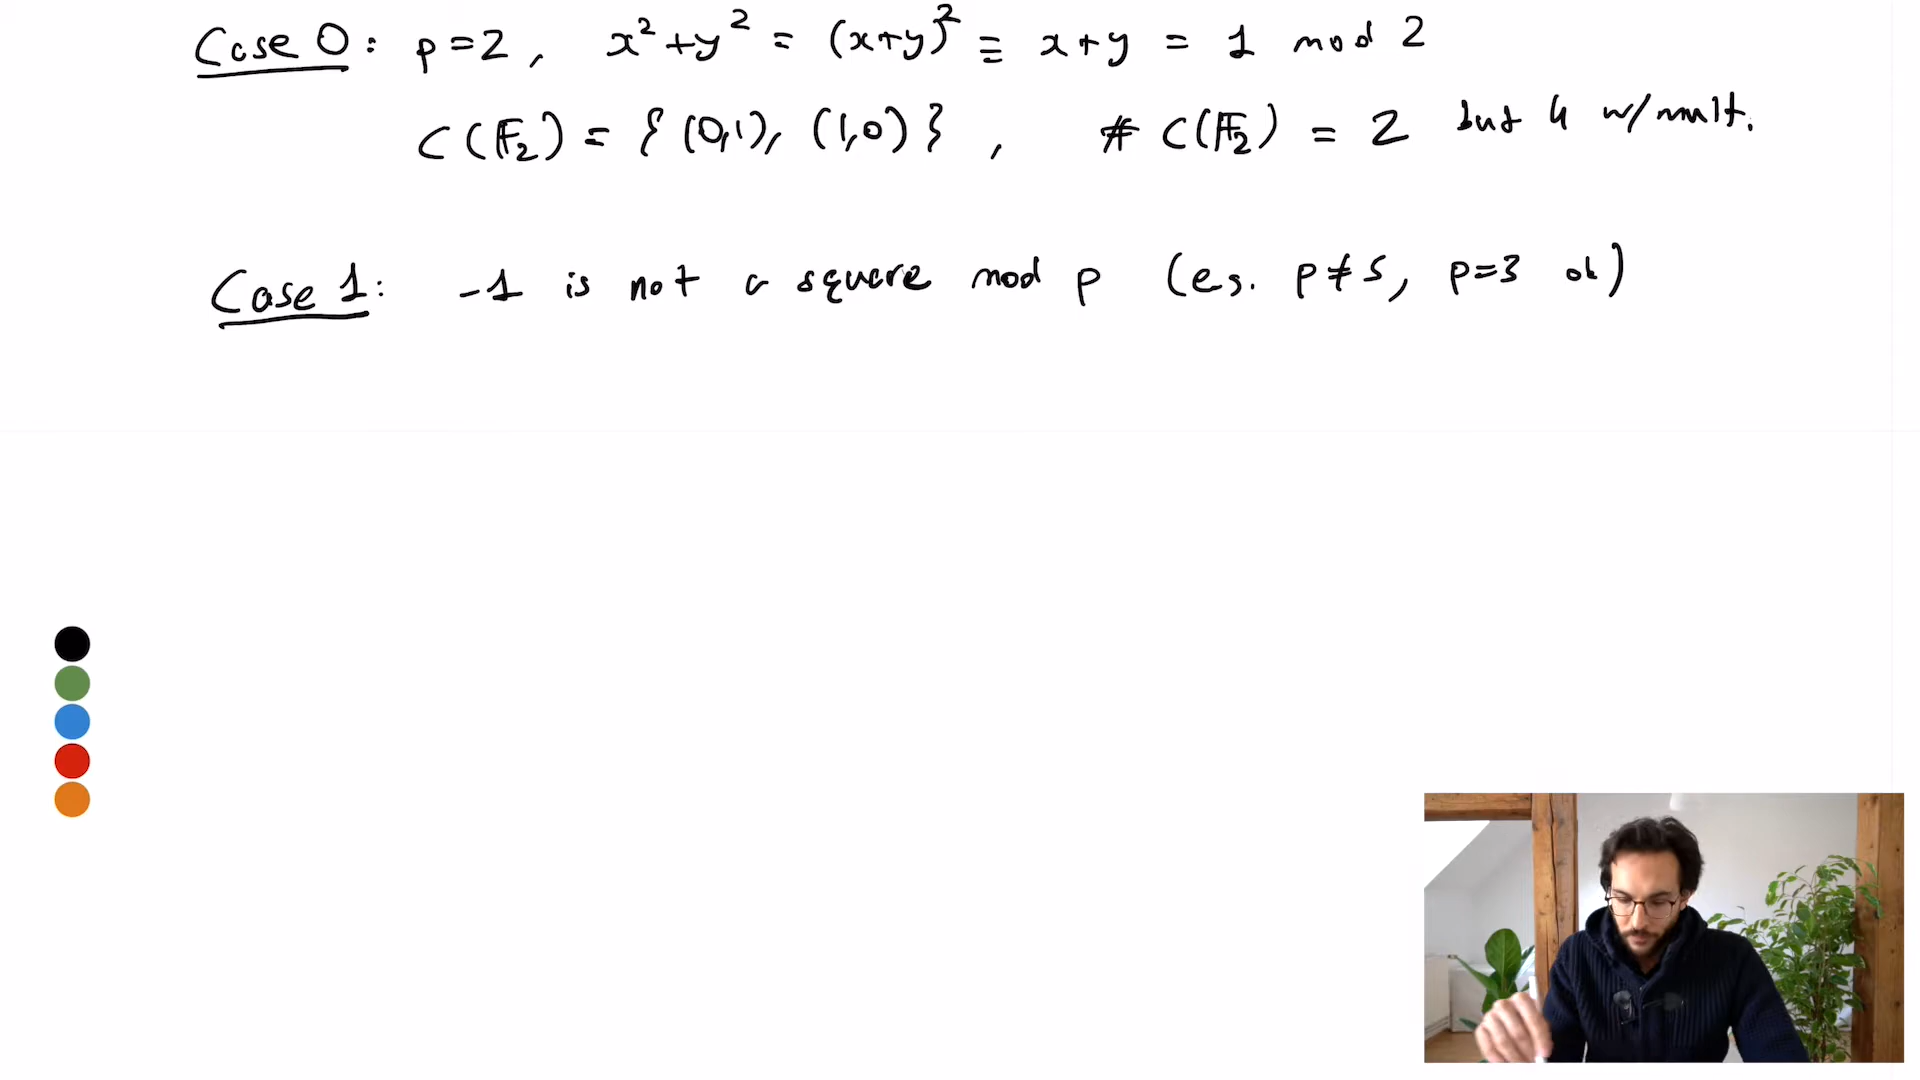 Case 0: p=2, x²+y² = (x+y)² ≡ x+y = 1 mod 2
C(𝔽₂) = {(0,1), (1,0)}, # C(𝔽₂) = 2 but 4 w/mult.
Case 1: -1 is not a square mod p (eg. p≠5, p=3 ok)